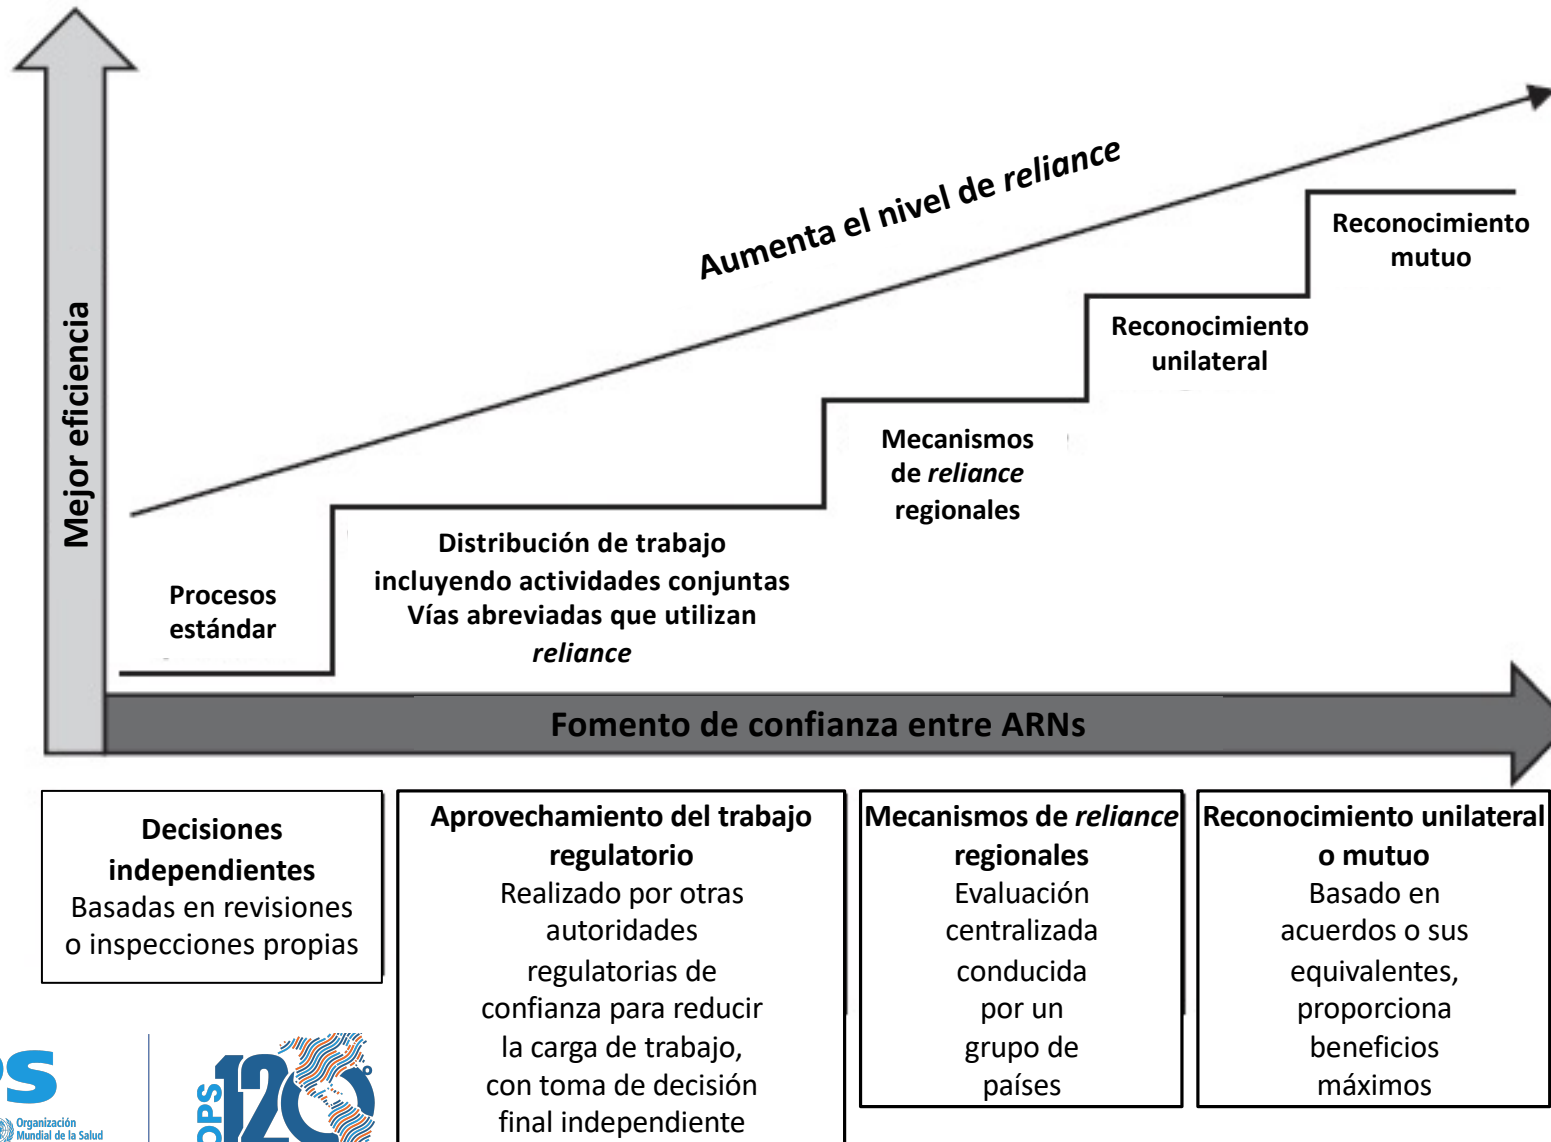 Mejor eficiencia
Aumenta el nivel de reliance
Reconocimiento
mutuo
Reconocimiento
unilateral
Mecanismos
de reliance
regionales
Distribución de trabajo
incluyendo actividades conjuntas
Vías abreviadas que utilizan
reliance
Procesos
estándar
Fomento de confianza entre ARNs
Decisiones
independientes
Basadas en revisiones
o inspecciones propias
Aprovechamiento del trabajo
regulatorio
Realizado por otras
autoridades
regulatorias de
confianza para reducir
la carga de trabajo,
con toma de decisión
final independiente
Mecanismos de reliance
regionales
Evaluación
centralizada
conducida
por un
grupo de
países
Reconocimiento unilateral
o mutuo
Basado en
acuerdos o sus
equivalentes,
proporciona
beneficios
máximos
PS
Organización
Mundial de la Salud
OPS
120